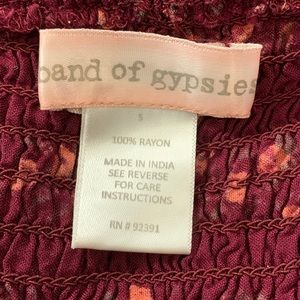 band of gypsies
S
100% RAYON
MADE IN INDIA
SEE REVERSE
FOR CARE
INSTRUCTIONS
RN # 92391